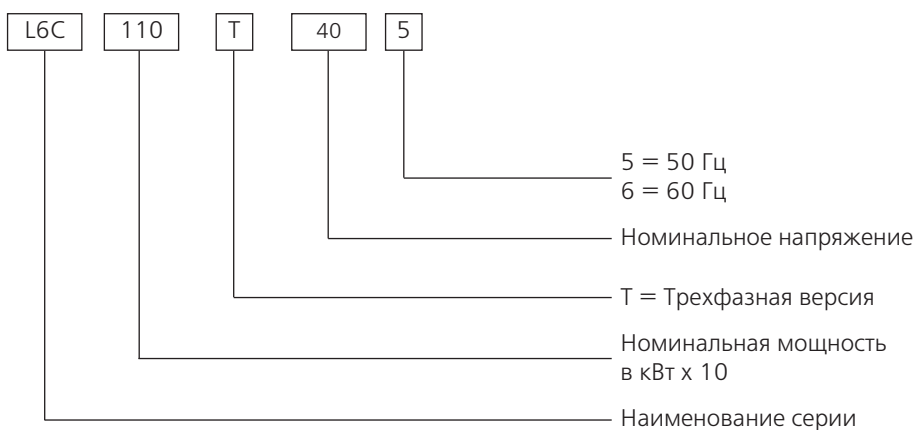 L6C 110 T 40 5
5 = 50 Гц
6 = 60 Гц
Номинальное напряжение
T = Трехфазная версия
Номинальная мощность
в кВт x 10
Наименование серии